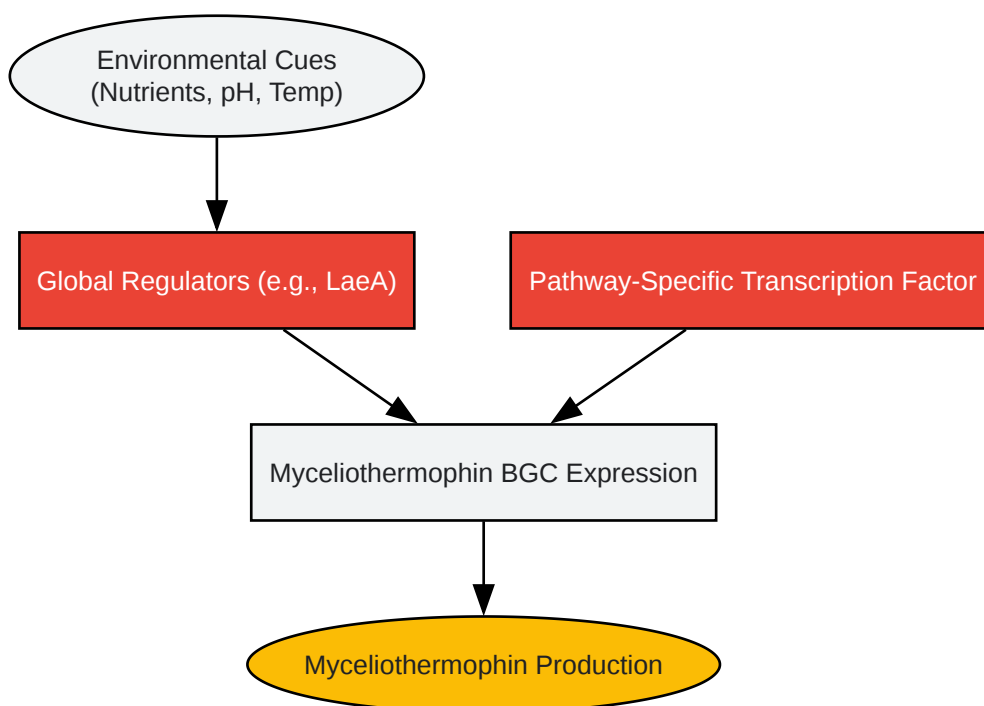 Environmental Cues
(Nutrients, pH, Temp)
Global Regulators (e.g., LaeA)
Pathway-Specific Transcription Factor
Myceliothermophin BGC Expression
Myceliothermophin Production